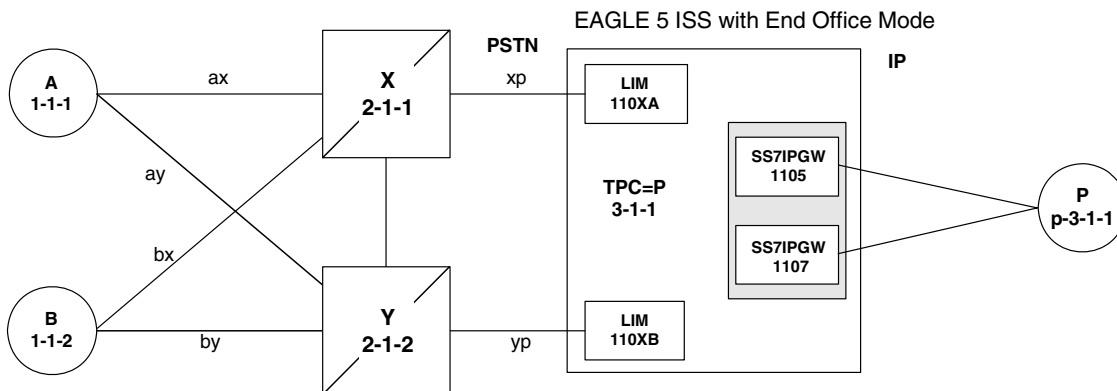 EAGLE 5 ISS with End Office Mode
PSTN
IP
A
1-1-1
ax
X
2-1-1
xp
LIM
110XA
ay
TPC=P
3-1-1
SS7IPGW
1105
SS7IPGW
1107
P
p-3-1-1
bx
B
1-1-2
by
Y
2-1-2
yp
LIM
110XB